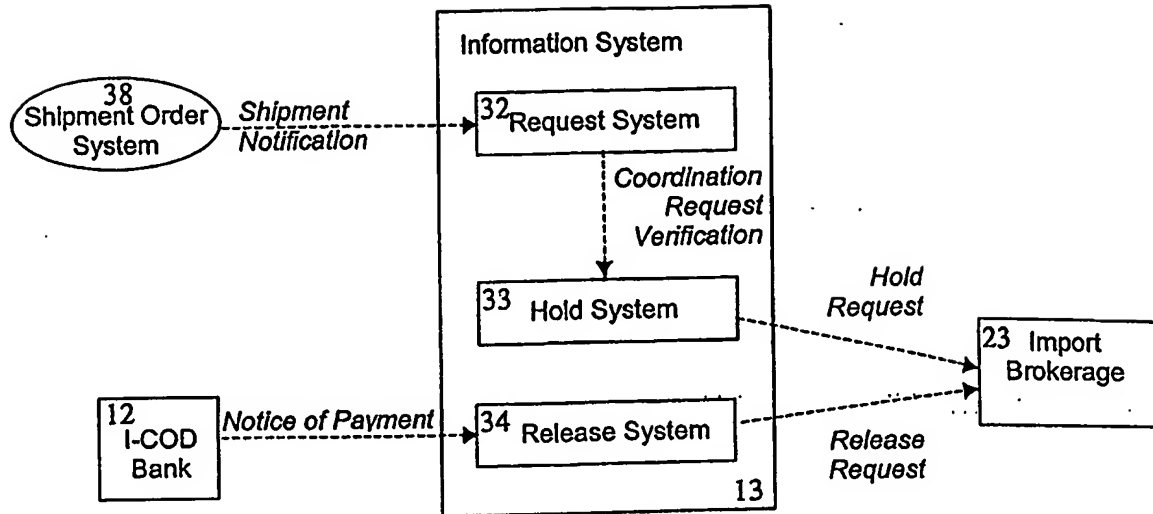 Information System
38
Shipment Order
System
Shipment
Notification
32
Request System
Coordination
Request
Verification
33
Hold System
Hold
Request
23
Import
Brokerage
12
I-COD
Bank
Notice of Payment
34
Release System
Release
Request
13